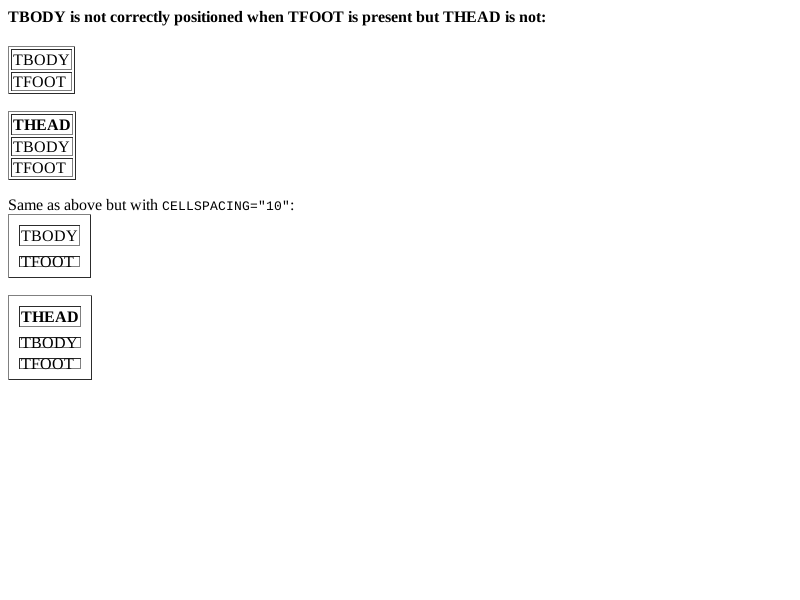 TBODY is not correctly positioned when TFOOT is present but THEAD is not:
TBODY
TFOOT
THEAD
TBODY
TFOOT
Same as above but with CELLSPACING="10":
TBODY
TFOOT
THEAD
TBODY
TFOOT